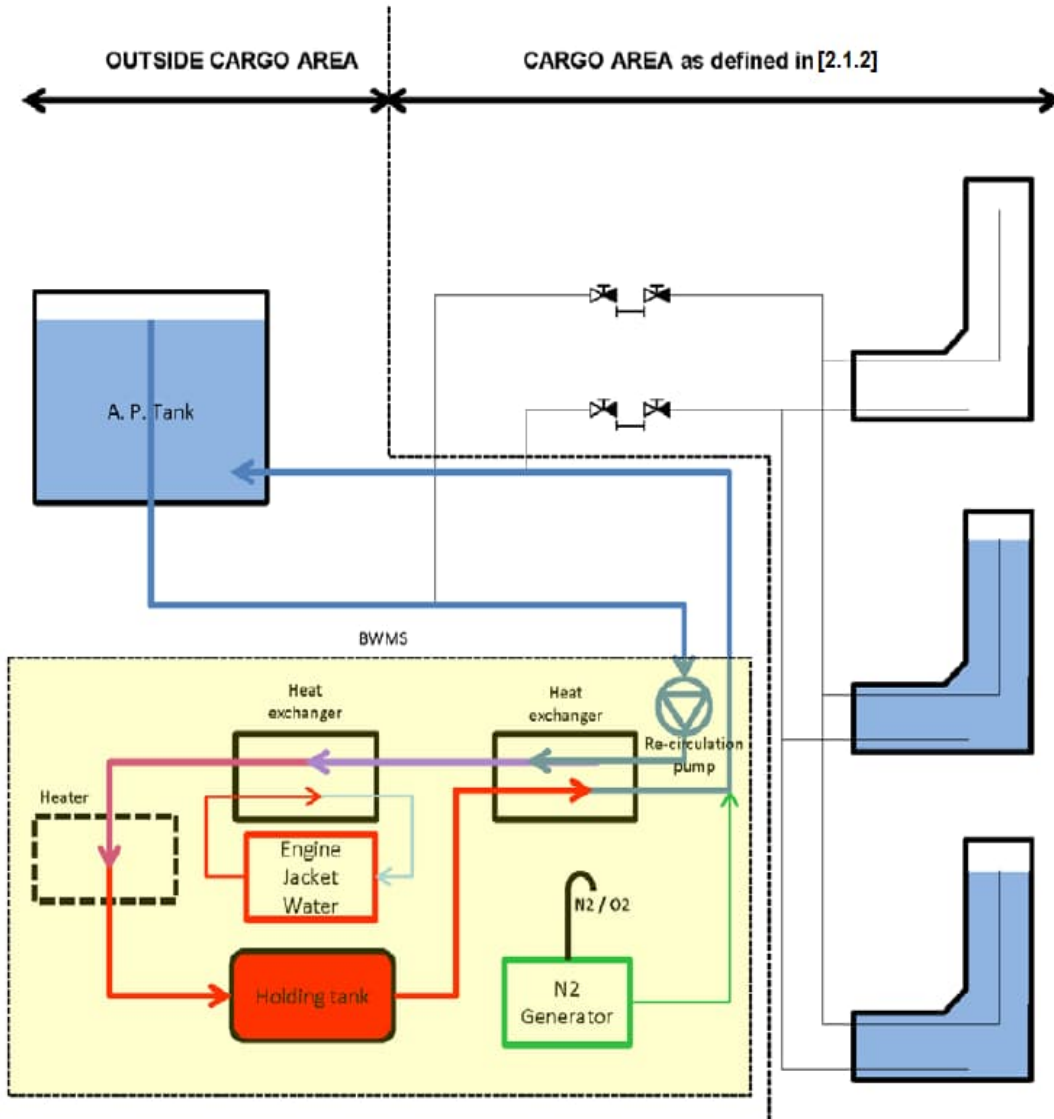 OUTSIDE CARGO AREA
CARGO AREA as defined in [2.1.2]
A. P. Tank
BWMS
Heat
exchanger
Heat
exchanger
Re-circulation
pump
Heater
Engine
Jacket
Water
N2 / O2
Holding tank
N2
Generator